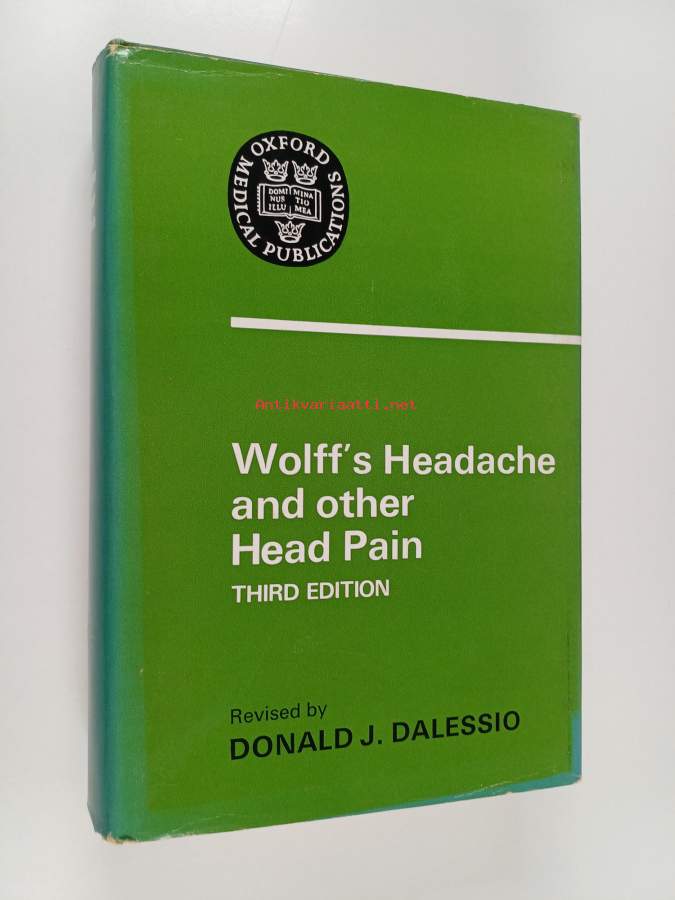 OXFORD
MEDICAL PUBLICATIONS
DOMI MINA
NUS TIO
ILLU MEA
Antikvariaatti.net
Wolff's Headache
and other
Head Pain
THIRD EDITION
Revised by
DONALD J. DALESSIO